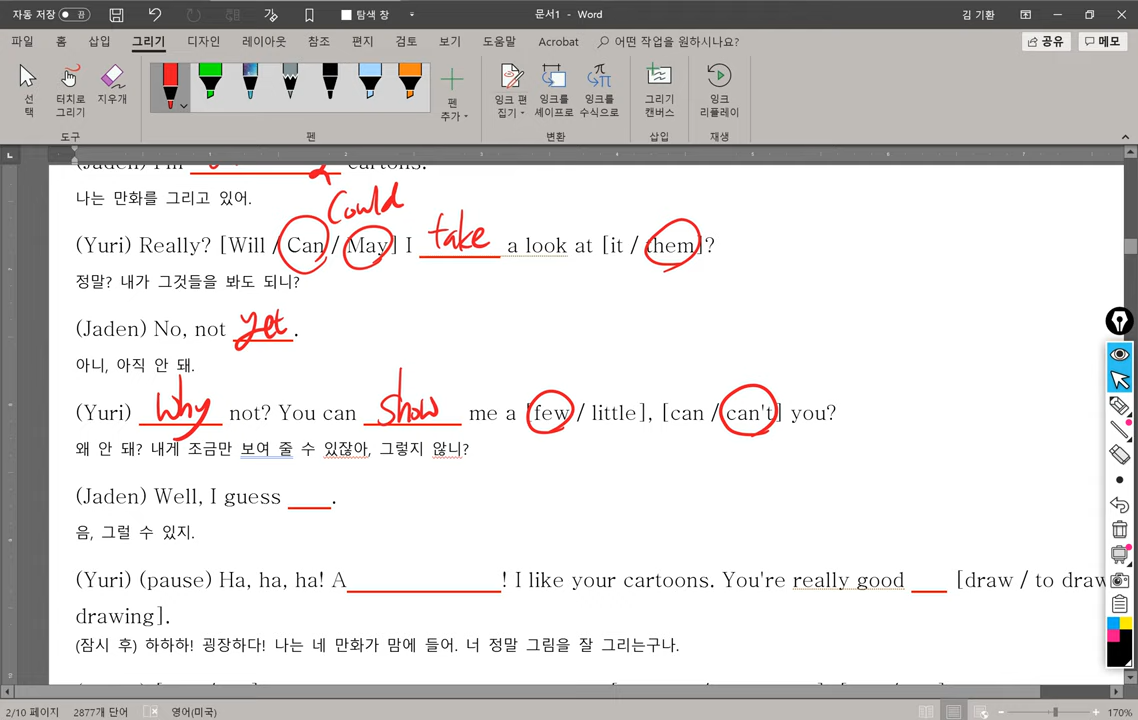 자동 저장 끔 탐색 창 문서1 - Word 김 기환
파일 홈 삽입 그리기 디자인 레이아웃 참조 편지 검토 보기 도움말 Acrobat 어떤 작업을 원하시나요? 공유 메모
선택 터치로 그리기 지우개 펜 추가 잉크 편집기 잉크를 셰이프로 잉크를 수식으로 그리기 캔버스 잉크 리플레이
도구 펜 변환 삽입 재생
(Jaden) I'm cartoons.
나는 만화를 그리고 있어.
Could
(Yuri) Really? [Will / Can / May] I take a look at [it / them]?
정말? 내가 그것들을 봐도 되니?
(Jaden) No, not yet.
아니, 아직 안 돼.
(Yuri) why not? You can show me a [few / little], [can / can't] you?
왜 안 돼? 내게 조금만 보여 줄 수 있잖아, 그렇지 않니?
(Jaden) Well, I guess ___.
음, 그럴 수 있지.
(Yuri) (pause) Ha, ha, ha! A___! I like your cartoons. You're really good ___ [draw / to draw
drawing].
(잠시 후) 하하하! 굉장하다! 나는 네 만화가 맘에 들어. 너 정말 그림을 잘 그리는구나.
2/10 페이지 2877개 단어 영어(미국) 170%